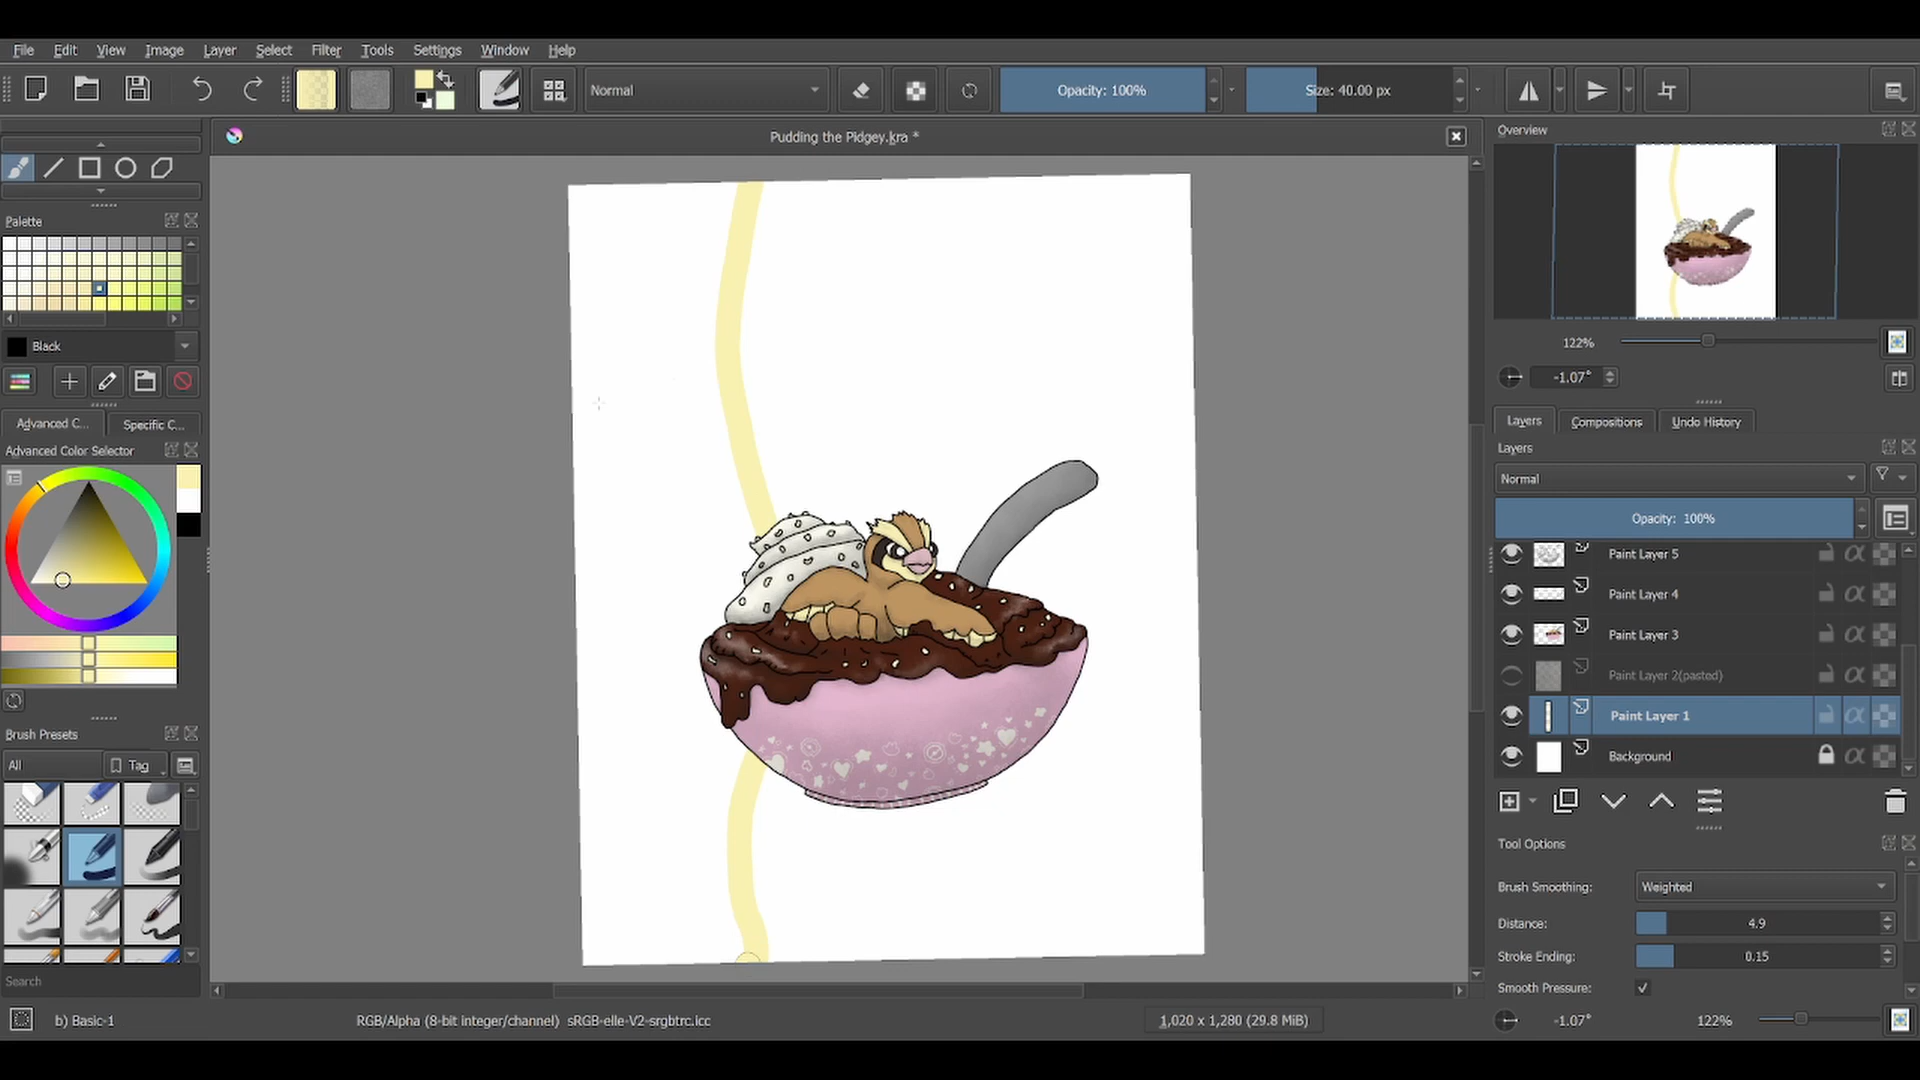 File Edit View Image Layer Select Filter Tools Settings Window Help
Normal Opacity: 100% Size: 40.00 px
Pudding the Pidgey.kra *
Overview
Palette
Black
122%
-1.07°
Advanced C... Specific C...
Layers Compositions Undo History
Advanced Color Selector
Layers
Normal
Opacity: 100%
Paint Layer 5
Paint Layer 4
Paint Layer 3
Paint Layer 2(pasted)
Paint Layer 1
Background
Brush Presets
All Tag
Tool Options
Brush Smoothing: Weighted
Distance: 4.9
Stroke Ending: 0.15
Smooth Pressure:
Search
b) Basic-1 RGB/Alpha (8-bit integer/channel) sRGB-elle-V2-srgbtrc.icc 1,020 x 1,280 (29.8 MiB) -1.07° 122%